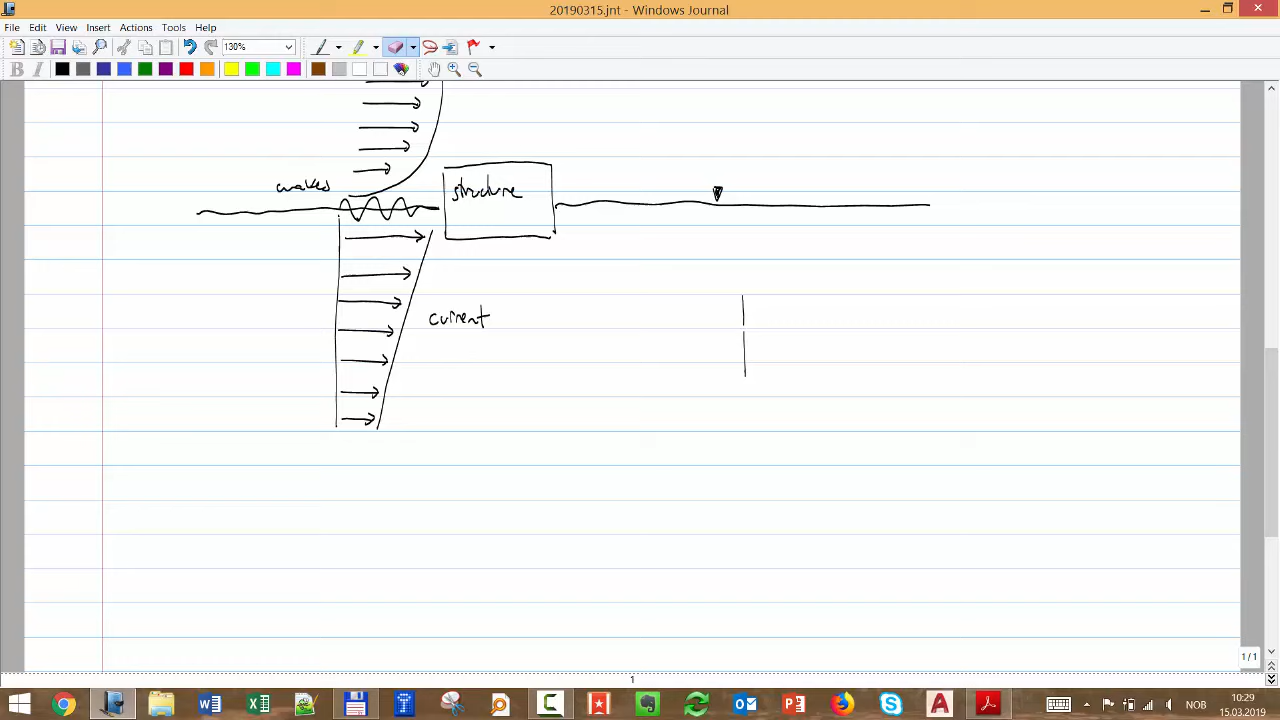 20190315.jnt - Windows Journal
File Edit View Insert Actions Tools Help
130%
B I
waves
structure
current
1/1
1
10:29
NOB
15.03.2019